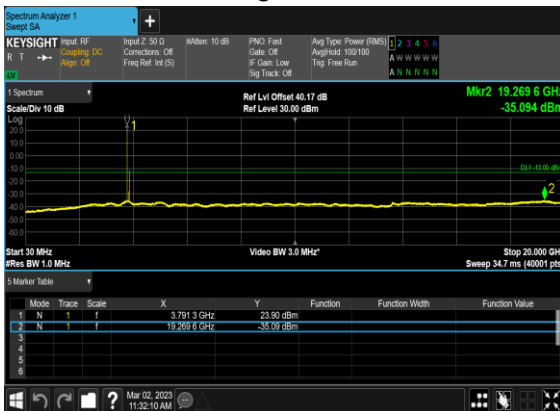 Spectrum Analyzer 1
Swept SA
KEYSIGHT Input: RF Input Z: 50 Ω #Atten: 10 dB PNO: Fast Avg Type: Power (RMS) 1 2 3 4 5 6
R T Coupling: DC Corrections: Off Gate: Off Avg|Hold: 100/100 A W W W W W
Align: Off Freq Ref: Int (S) IF Gain: Low Trig: Free Run
LV Sig Track: Off A N N N N N
1 Spectrum Ref Lvl Offset 40.17 dB Mkr2 19.269 6 GHz
Scale/Div 10 dB Ref Level 30.00 dBm -35.094 dBm
Log
20.0 1
10.0
0.00
-10.0 DL1 -13.00 dBm
-20.0
-30.0 2
-40.0
-50.0
-60.0
Start 30 MHz Video BW 3.0 MHz* Stop 20.000 GH
#Res BW 1.0 MHz Sweep 34.7 ms (40001 pts
5 Marker Table
Mode Trace Scale X Y Function Function Width Function Value
1 N 1 f 3.791 3 GHz 23.90 dBm
2 N 1 f 19.269 6 GHz -35.09 dBm
3
4
5
6
? Mar 02, 2023
11:32:10 AM